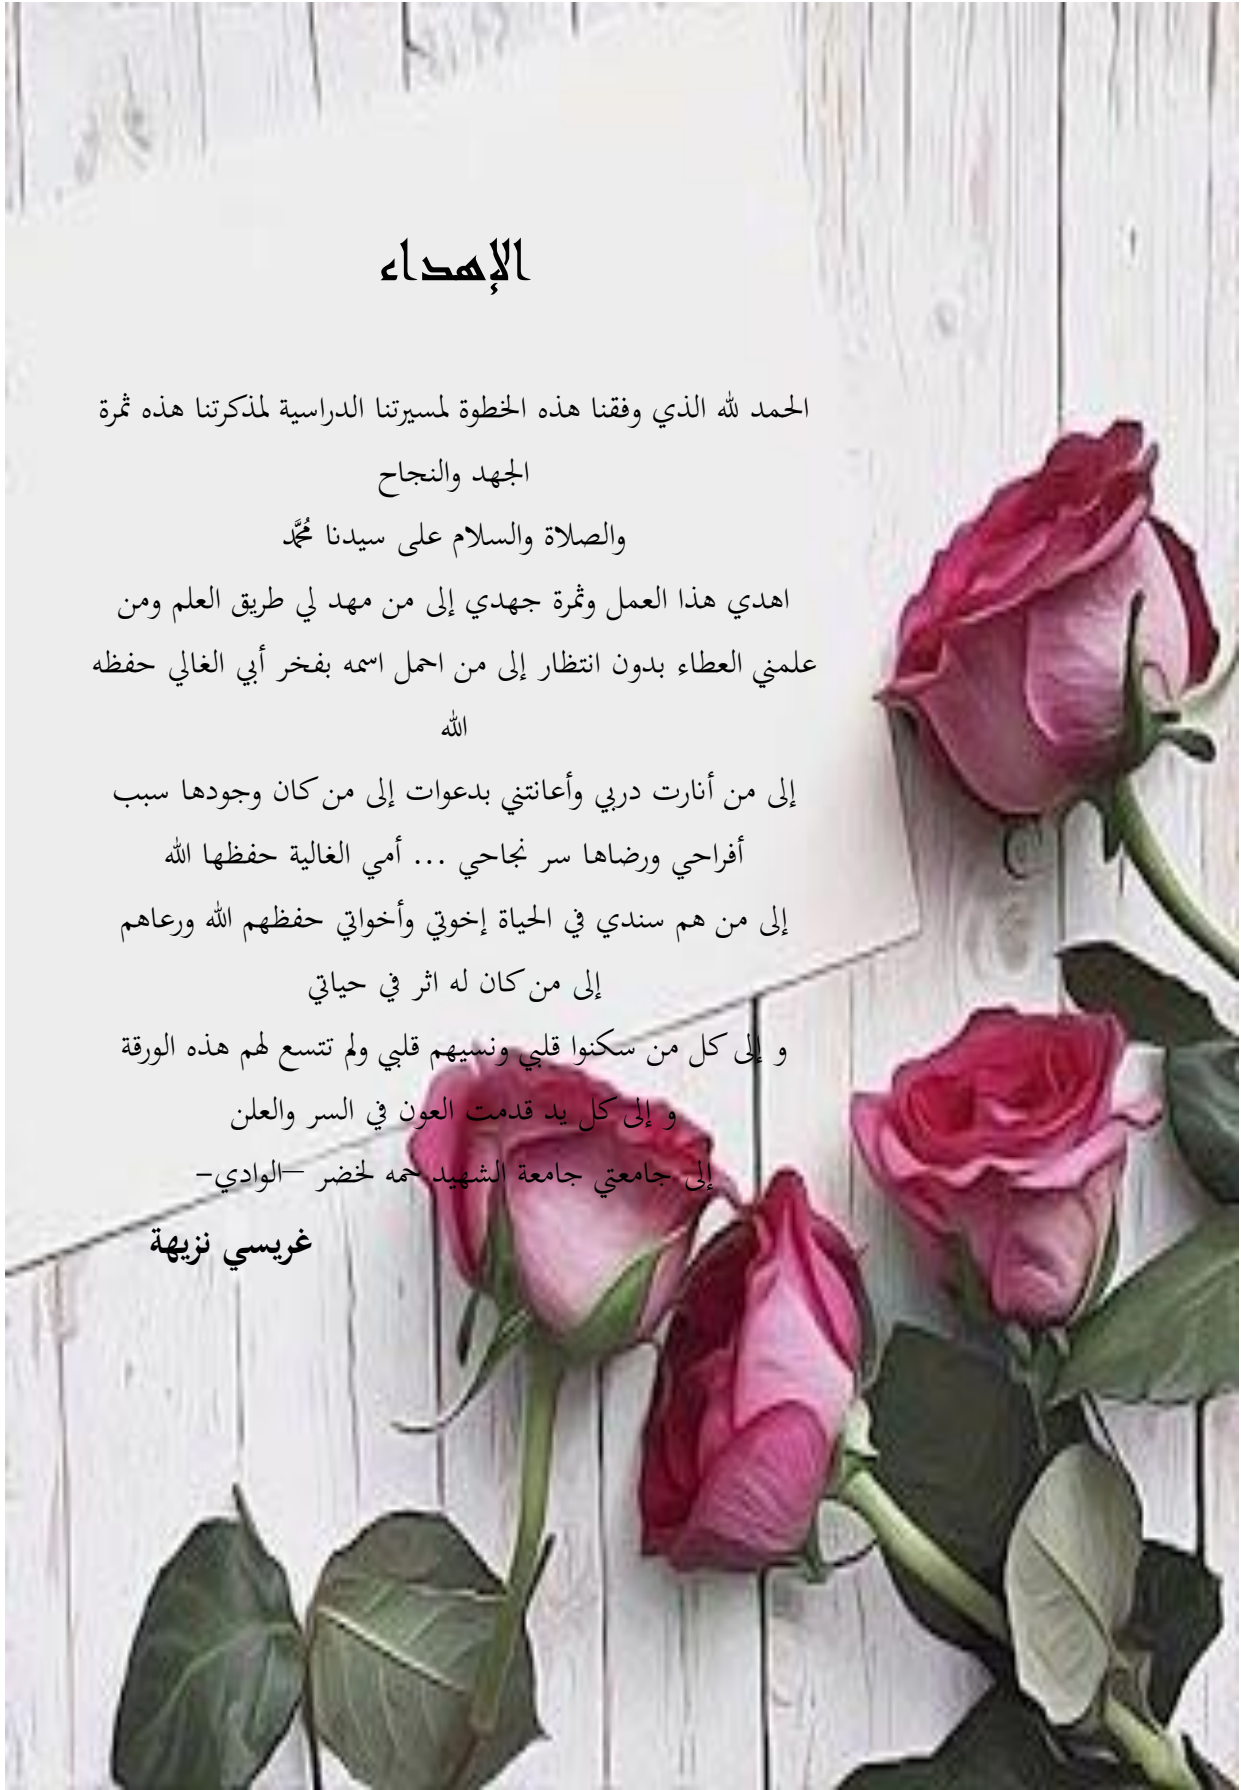 الإهداء
الحمد لله الذي وفقنا هذه الخطوة لمسيرتنا الدراسية لمذكرتنا هذه ثمرة
الجهد والنجاح
والصلاة والسلام على سيدنا مُحَمَّد
اهدي هذا العمل وثمرة جهدي إلى من مهد لي طريق العلم ومن
علمني العطاء بدون انتظار إلى من احمل اسمه بفخر أبي الغالي حفظه
الله
إلى من أنارت دربي وأعانتني بدعوات إلى من كان وجودها سبب
أفراحي ورضاها سر نجاحي ... أمي الغالية حفظها الله
إلى من هم سندي في الحياة إخوتي وأخواتي حفظهم الله ورعاهم
إلى من كان له اثر في حياتي
و إلى كل من سكنوا قلبي ونسيهم قلبي ولم تتسع لهم هذه الورقة
و إلى كل يد قدمت العون في السر والعلن
إلى جامعتي جامعة الشهيد حمه لخضر –الوادي-
غريسي نزيهة